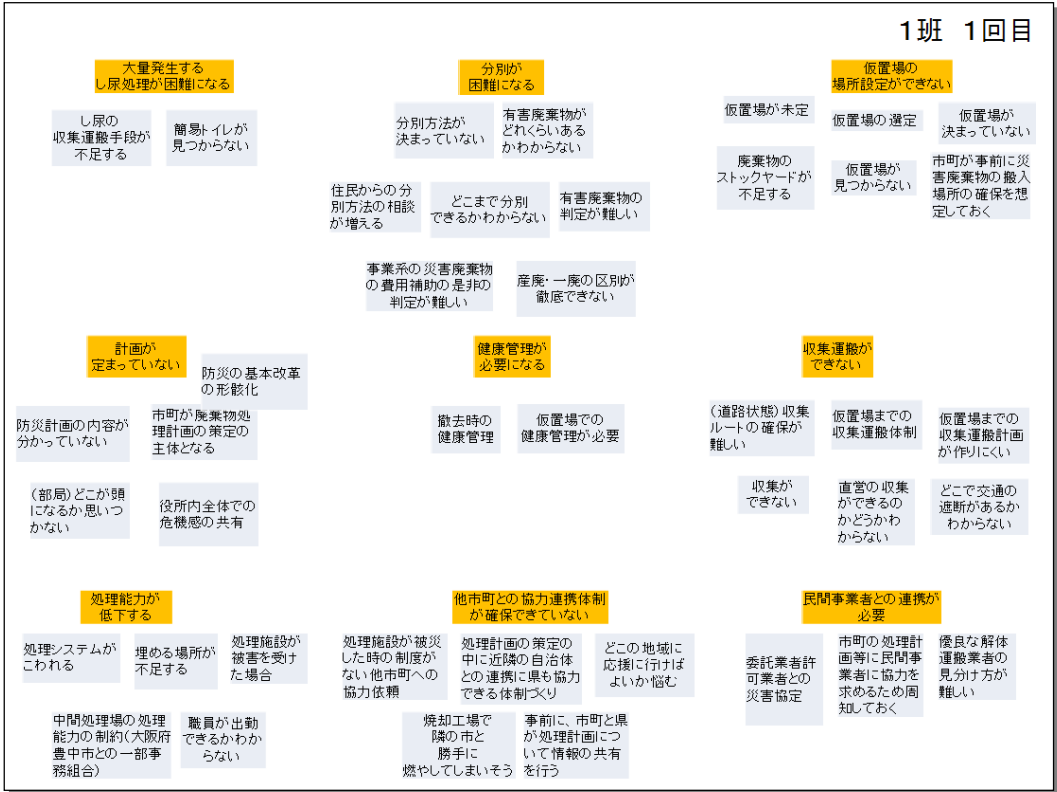 1班 1回目
大量発生する
し尿処理が困難になる
し尿の
収集運搬手段が
不足する
簡易トイレが
見つからない
分別が
困難になる
分別方法が
決まっていない
有害廃棄物が
どれくらいある
かわからない
住民からの分
別方法の相談
が増える
どこまで分別
できるかわからない
有害廃棄物の
判定が難しい
事業系の災害廃棄物
の費用補助の是非の
判定が難しい
産廃・一廃の区別が
徹底できない
仮置場の
場所設定ができない
仮置場が未定
仮置場の選定
仮置場が
決まっていない
廃棄物の
ストックヤードが
不足する
仮置場が
見つからない
市町が事前に災
害廃棄物の搬入
場所の確保を想
定しておく
計画が
定まっていない
防災の基本改革
の形骸化
防災計画の内容が
分かっていない
市町が廃棄物処
理計画の策定の
主体となる
(部局)どこが頭
になるか思いつ
かない
役所内全体での
危機感の共有
健康管理が
必要になる
撤去時の
健康管理
仮置場での
健康管理が必要
収集運搬が
できない
(道路状態)収集
ルートの確保が
難しい
仮置場までの
収集運搬体制
仮置場までの
収集運搬計画
が作りにくい
収集が
できない
直営の収集
ができるの
かどうかわ
からない
どこで交通の
遮断があるか
わからない
処理能力が
低下する
処理システムが
こわれる
埋める場所が
不足する
処理施設が
被害を受け
た場合
中間処理場の処理
能力の制約(大阪府
豊中市との一部事
務組合)
職員が出勤
できるかわか
らない
他市町との協力連携体制
が確保できていない
処理施設が被災
した時の制度が
ない他市町への
協力依頼
処理計画の策定の
中に近隣の自治体
との連携に県も協力
できる体制づくり
どこの地域に
応援に行けば
よいか悩む
焼却工場で
隣の市と
勝手に
燃やしてしまいそう
事前に、市町と県
が処理計画につ
いて情報の共有
を行う
民間事業者との連携が
必要
委託業者許
可業者との
災害協定
市町の処理計
画等に民間事
業者に協力を
求めるため周
知しておく
優良な解体
運搬業者の
見分け方が
難しい